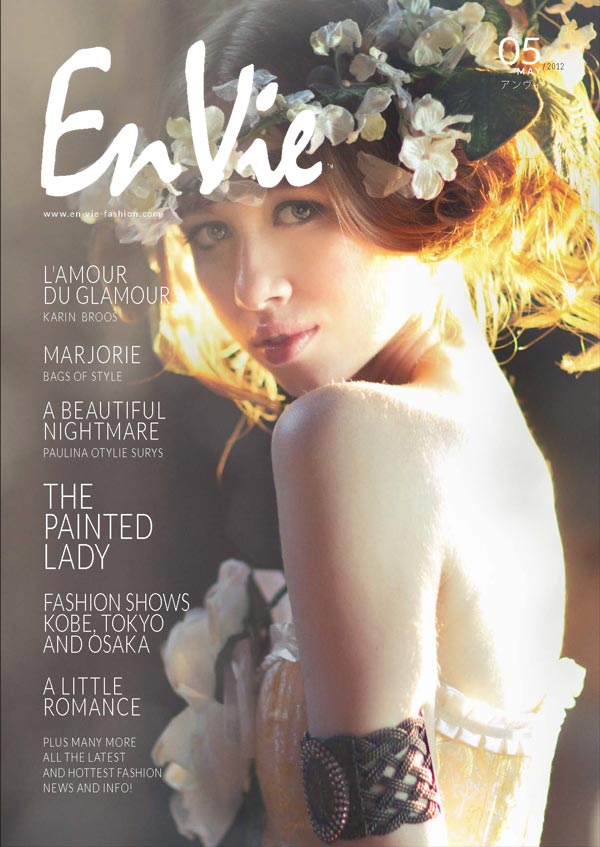 En Vie
™
05
MAY / 2012
アンヴィ
www.en-vie-fashion.com
L'AMOUR
DU GLAMOUR
KARIN BROOS
MARJORIE
BAGS OF STYLE
A BEAUTIFUL
NIGHTMARE
PAULINA OTYLIE SURYS
THE
PAINTED
LADY
FASHION SHOWS
KOBE, TOKYO
AND OSAKA
A LITTLE
ROMANCE
PLUS MANY MORE
ALL THE LATEST
AND HOTTEST FASHION
NEWS AND INFO!